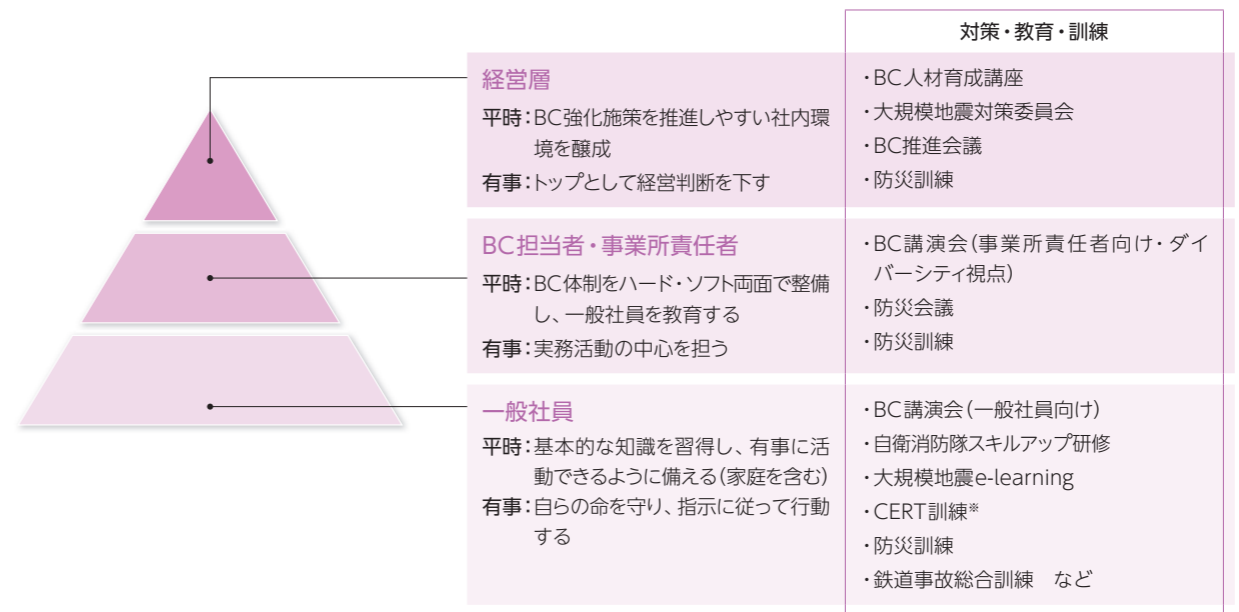 対策・教育・訓練
経営層
平時：BC強化施策を推進しやすい社内環
境を醸成
有事：トップとして経営判断を下す
・BC人材育成講座
・大規模地震対策委員会
・BC推進会議
・防災訓練
BC担当者・事業所責任者
平時：BC体制をハード・ソフト両面で整備
し、一般社員を教育する
有事：実務活動の中心を担う
・BC講演会（事業所責任者向け・ダイ
バーシティ視点）
・防災会議
・防災訓練
一般社員
平時：基本的な知識を習得し、有事に活
動できるように備える（家庭を含む）
有事：自らの命を守り、指示に従って行動
する
・BC講演会（一般社員向け）
・自衛消防隊スキルアップ研修
・大規模地震e-learning
・CERT訓練※
・防災訓練
・鉄道事故総合訓練　など